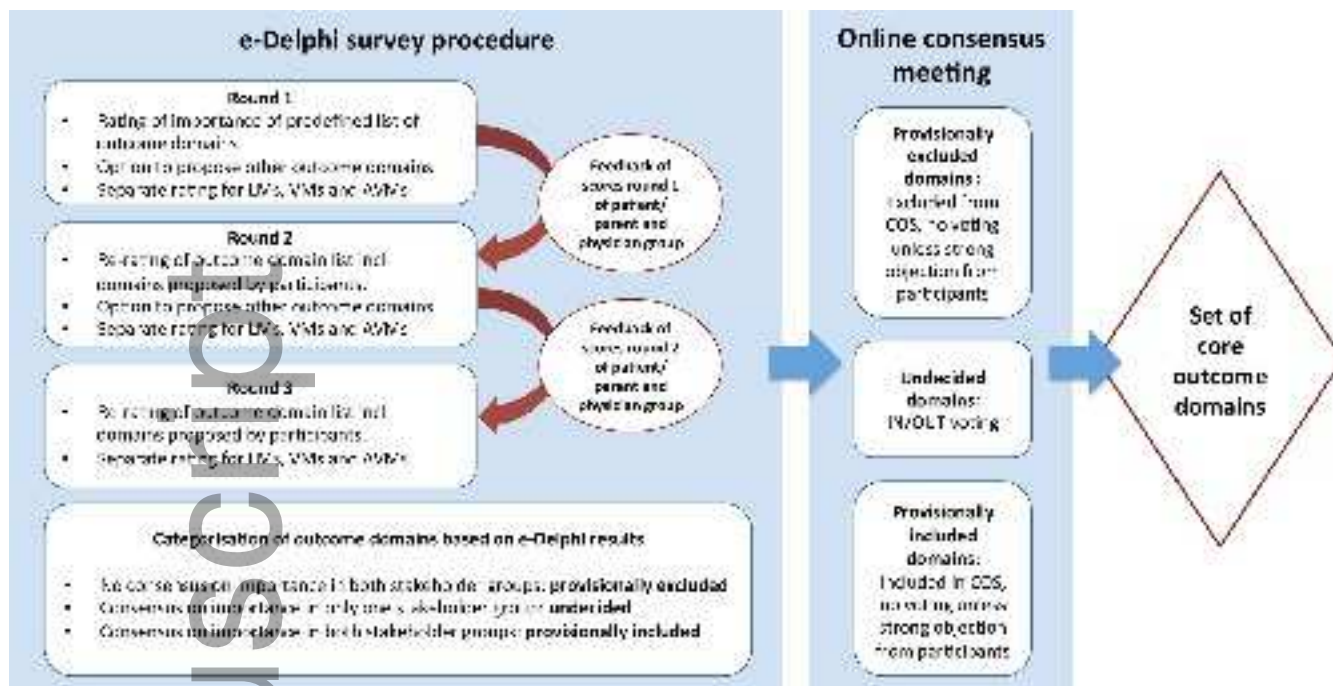 e-Delphi survey procedure
Round 1
• Rating of importance of predefined list of
outcome domains.
• Option to propose other outcome domains
• Separate rating for LMs, VMs and AVMs
Feedback of
scores round 1
of patient/
parent and
physician group
Round 2
• Re-rating of outcome domain list incl
domains proposed by participants.
• Option to propose other outcome domains
• Separate rating for LMs, VMs and AVMs
Feedback of
scores round 2
of patient/
parent and
physician group
Round 3
• Re-rating of outcome domain list incl
domains proposed by participants.
• Separate rating for LMs, VMs and AVMs
Categorisation of outcome domains based on e-Delphi results
• No consensus on importance in both stakeholder groups: provisionally excluded
• Consensus on importance in only one stakeholder group: undecided
• Consensus on importance in both stakeholder groups: provisionally included
Online consensus
meeting
Provisionally
excluded
domains:
Excluded from
COS, no voting
unless strong
objection from
participants
Undecided
domains:
IN/OUT voting
Provisionally
included
domains:
Included in COS,
no voting unless
strong objection
from participants
Set of
core
outcome
domains
uscript